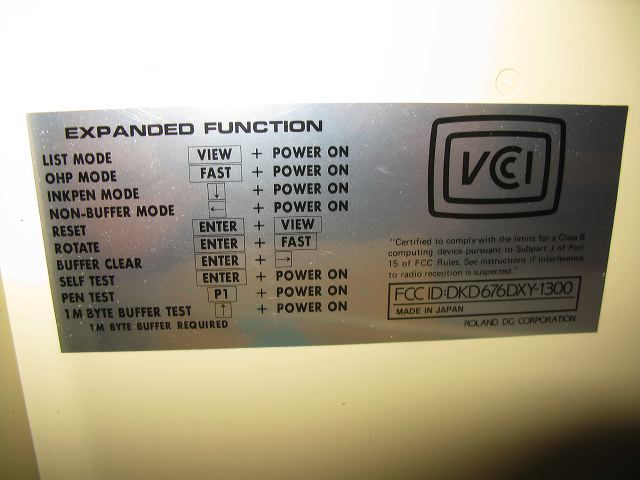 EXPANDED FUNCTION
LIST MODE VIEW + POWER ON
OHP MODE FAST + POWER ON
INKPEN MODE ↓ + POWER ON
NON-BUFFER MODE ← + POWER ON
RESET ENTER + VIEW
ROTATE ENTER + FAST
BUFFER CLEAR ENTER + →
SELF TEST ENTER + POWER ON
PEN TEST P1 + POWER ON
1M BYTE BUFFER TEST ↑ + POWER ON
1M BYTE BUFFER REQUIRED
VCCI
"Certified to comply with the limits for a Class B
computing device pursuant to Subpart J of Part
15 of FCC Rules. See instructions if interference
to radio reception is suspected."
FCC ID:DKD676DXY-1300
MADE IN JAPAN
ROLAND DG CORPORATION